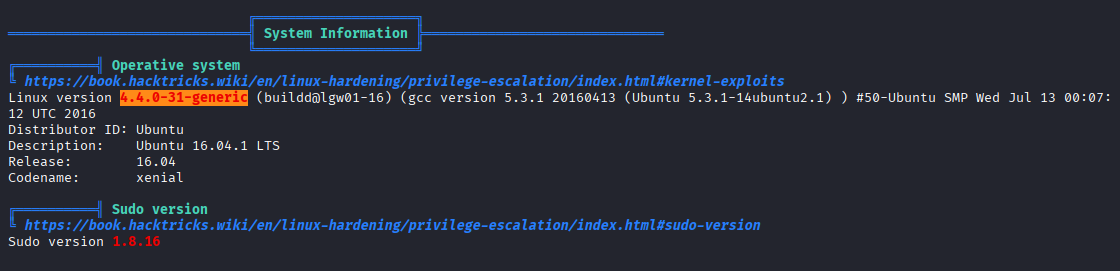 System Information
Operative system
https://book.hacktricks.wiki/en/linux-hardening/privilege-escalation/index.html#kernel-exploits
Linux version 4.4.0-31-generic (buildd@lgw01-16) (gcc version 5.3.1 20160413 (Ubuntu 5.3.1-14ubuntu2.1) ) #50-Ubuntu SMP Wed Jul 13 00:07:
12 UTC 2016
Distributor ID: Ubuntu
Description:    Ubuntu 16.04.1 LTS
Release:        16.04
Codename:       xenial
Sudo version
https://book.hacktricks.wiki/en/linux-hardening/privilege-escalation/index.html#sudo-version
Sudo version 1.8.16